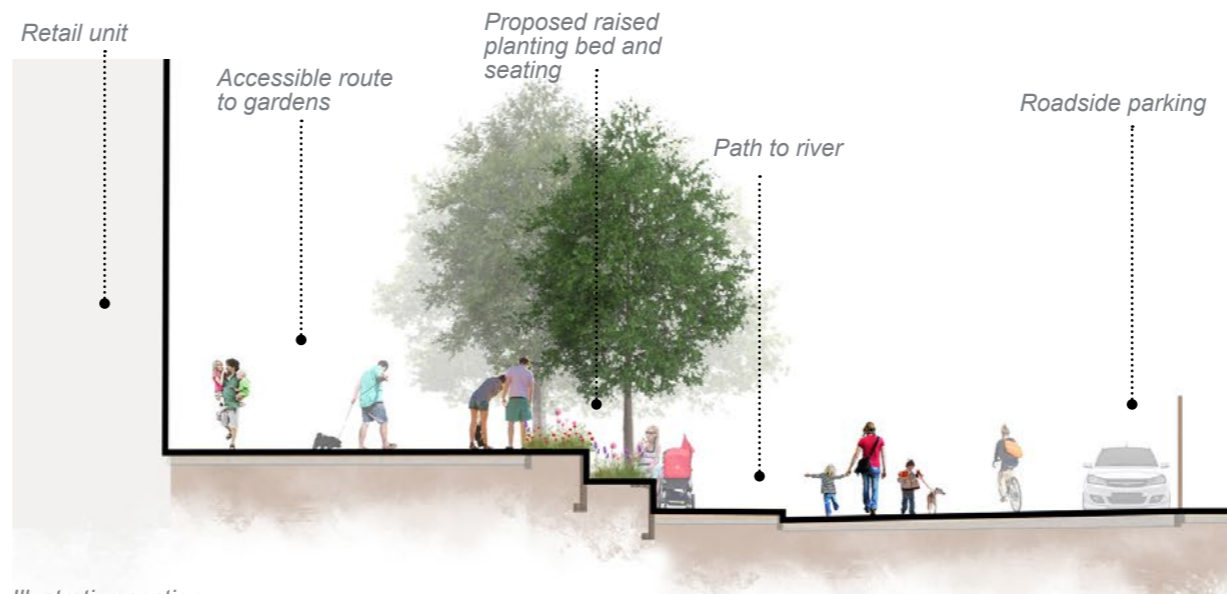 Retail unit
Accessible route
to gardens
Proposed raised
planting bed and
seating
Path to river
Roadside parking